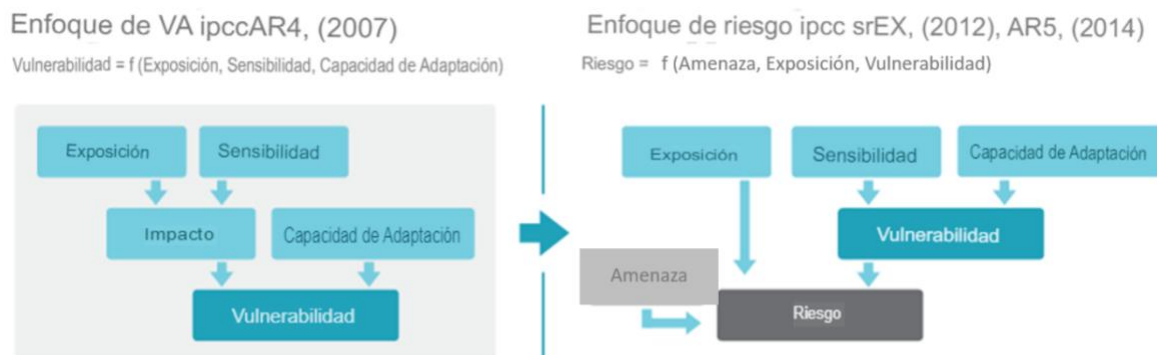 Enfoque de VA ipccAR4, (2007)
Vulnerabilidad = f (Exposición, Sensibilidad, Capacidad de Adaptación)
Exposición
Sensibilidad
Impacto
Capacidad de Adaptación
Vulnerabilidad
Enfoque de riesgo ipcc srEX, (2012), AR5, (2014)
Riesgo = f (Amenaza, Exposición, Vulnerabilidad)
Exposición
Sensibilidad
Capacidad de Adaptación
Vulnerabilidad
Amenaza
Riesgo